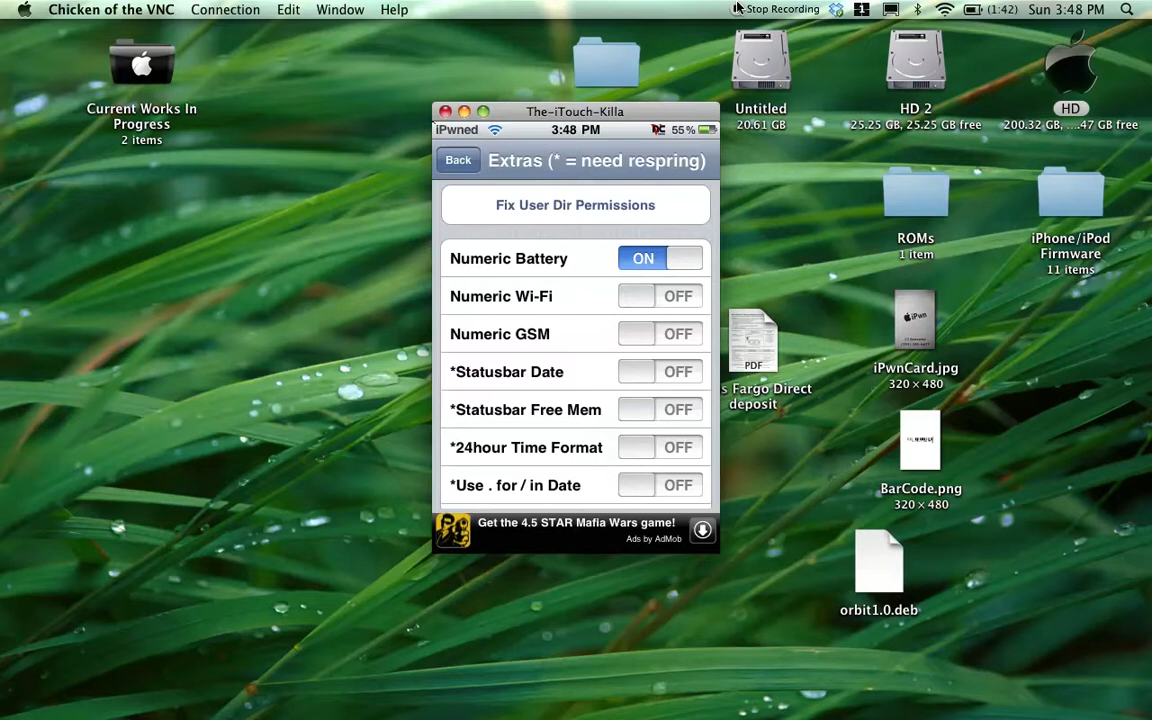 Chicken of the VNC Connection Edit Window Help
Stop Recording 1 (1:42) Sun 3:48 PM
Current Works In
Progress
2 items
Untitled
20.61 GB
HD 2
25.25 GB, 25.25 GB free
HD
200.32 GB, ....47 GB free
The-iTouch-Killa
iPwned 3:48 PM 55%
Back
Extras (* = need respring)
Fix User Dir Permissions
Numeric Battery ON
Numeric Wi-Fi OFF
Numeric GSM OFF
*Statusbar Date OFF
*Statusbar Free Mem OFF
*24hour Time Format OFF
*Use . for / in Date OFF
Get the 4.5 STAR Mafia Wars game!
Ads by AdMob
ROMs
1 item
iPhone/iPod
Firmware
11 items
PDF
s Fargo Direct
deposit
iPwn
iPwnCard.jpg
320 × 480
BarCode.png
320 × 480
orbit1.0.deb